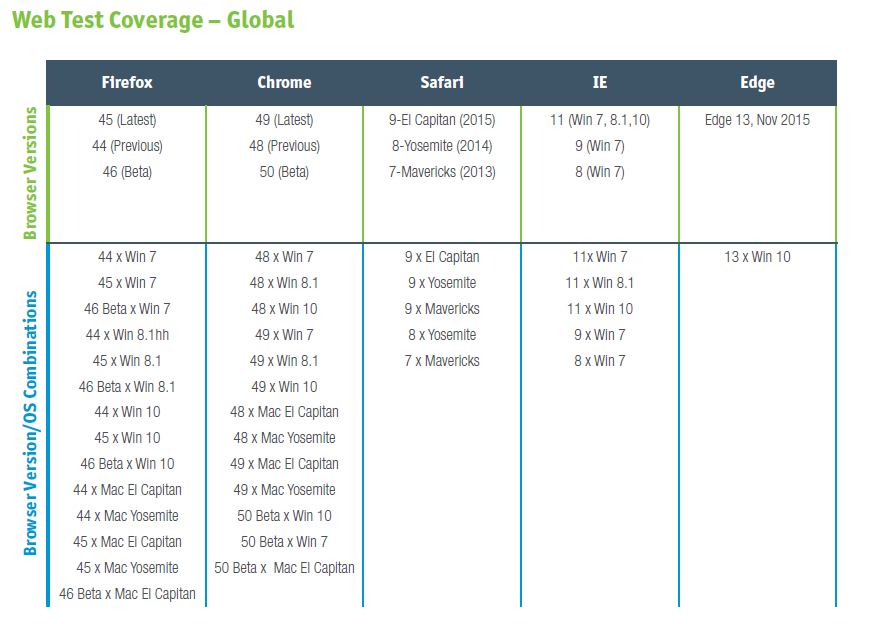 Web Test Coverage – Global
Firefox Chrome Safari IE Edge
Browser Versions
45 (Latest) 49 (Latest) 9-El Capitan (2015) 11 (Win 7, 8.1,10) Edge 13, Nov 2015
44 (Previous) 48 (Previous) 8-Yosemite (2014) 9 (Win 7)
46 (Beta) 50 (Beta) 7-Mavericks (2013) 8 (Win 7)
Browser Version/OS Combinations
44 x Win 7 48 x Win 7 9 x El Capitan 11x Win 7 13 x Win 10
45 x Win 7 48 x Win 8.1 9 x Yosemite 11 x Win 8.1
46 Beta x Win 7 48 x Win 10 9 x Mavericks 11 x Win 10
44 x Win 8.1hh 49 x Win 7 8 x Yosemite 9 x Win 7
45 x Win 8.1 49 x Win 8.1 7 x Mavericks 8 x Win 7
46 Beta x Win 8.1 49 x Win 10
44 x Win 10 48 x Mac El Capitan
45 x Win 10 48 x Mac Yosemite
46 Beta x Win 10 49 x Mac El Capitan
44 x Mac El Capitan 49 x Mac Yosemite
44 x Mac Yosemite 50 Beta x Win 10
45 x Mac El Capitan 50 Beta x Win 7
45 x Mac Yosemite 50 Beta x  Mac El Capitan
46 Beta x Mac El Capitan